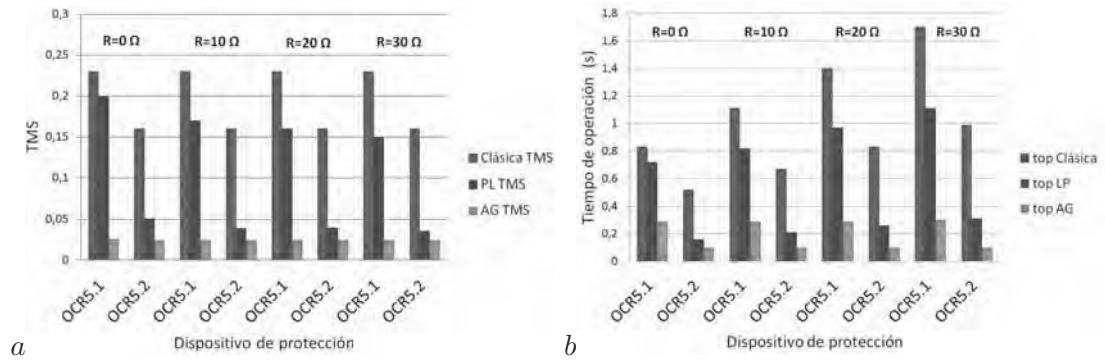 0,3
0,25
0,2
0,15
0,1
0,05
0
TMS
R=0 Ω
R=10 Ω
R=20 Ω
R=30 Ω
OCR5.1
OCR5.2
OCR5.1
OCR5.2
OCR5.1
OCR5.2
OCR5.1
OCR5.2
Dispositivo de protección
Clásica TMS
PL TMS
AG TMS
a
1,8
1,6
1,4
1,2
1
0,8
0,6
0,4
0,2
0
Tiempo de operación (s)
R=0 Ω
R=10 Ω
R=20 Ω
R=30 Ω
OCR5.1
OCR5.2
OCR5.1
OCR5.2
OCR5.1
OCR5.2
OCR5.1
OCR5.2
Dispositivo de protección
top Clásica
top LP
top AG
b